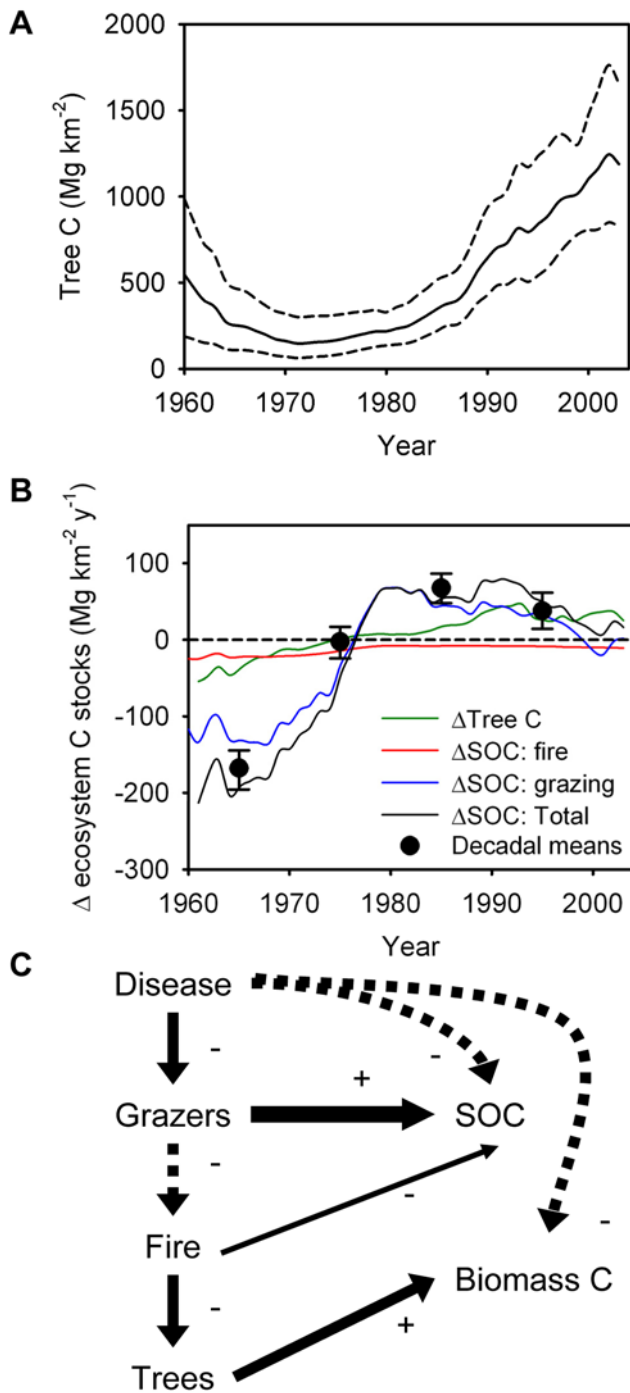 A
Tree C (Mg km-2)
2000
1500
1000
500
0
1960 1970 1980 1990 2000
Year
B
Δ ecosystem C stocks (Mg km-2 y-1)
100
0
-100
-200
-300
ΔTree C
ΔSOC: fire
ΔSOC: grazing
ΔSOC: Total
Decadal means
1960 1970 1980 1990 2000
Year
C
Disease
- -
+
Grazers SOC
-
-
Fire
-
Biomass C
-
+
Trees